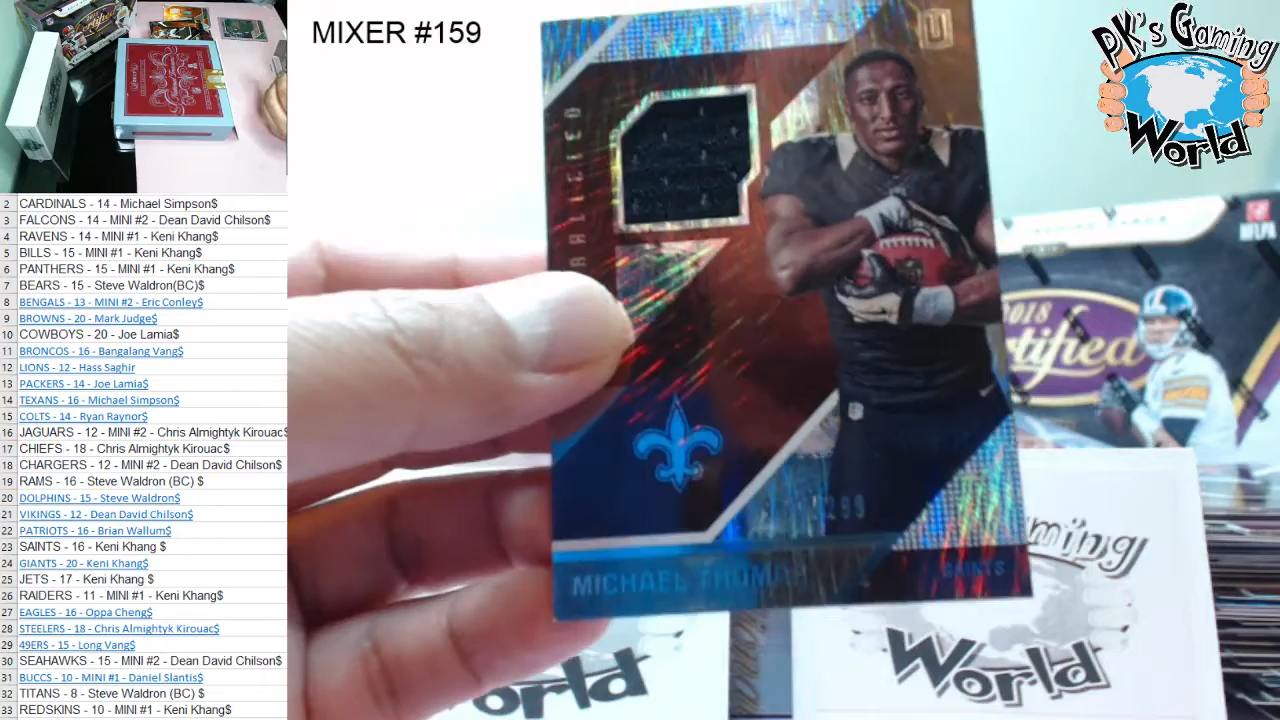 MIXER #159
PK's Gaming
World
2 CARDINALS - 14 - Michael Simpson$
3 FALCONS - 14 - MINI #2 - Dean David Chilson$
4 RAVENS - 14 - MINI #1 - Keni Khang$
5 BILLS - 15 - MINI #1 - Keni Khang$
6 PANTHERS - 15 - MINI #1 - Keni Khang$
7 BEARS - 15 - Steve Waldron(BC)$
8 BENGALS - 13 - MINI #2 - Eric Conley$
9 BROWNS - 20 - Mark Judge$
10 COWBOYS - 20 - Joe Lamia$
11 BRONCOS - 16 - Bangalang Vang$
12 LIONS - 12 - Hass Saghir
13 PACKERS - 14 - Joe Lamia$
14 TEXANS - 16 - Michael Simpson$
15 COLTS - 14 - Ryan Raynor$
16 JAGUARS - 12 - MINI #2 - Chris Almightyk Kirouac$
17 CHIEFS - 18 - Chris Almightyk Kirouac$
18 CHARGERS - 12 - MINI #2 - Dean David Chilson$
19 RAMS - 16 - Steve Waldron (BC) $
20 DOLPHINS - 15 - Steve Waldron$
21 VIKINGS - 12 - Dean David Chilson$
22 PATRIOTS - 16 - Brian Wallum$
23 SAINTS - 16 - Keni Khang $
24 GIANTS - 20 - Keni Khang$
25 JETS - 17 - Keni Khang $
26 RAIDERS - 11 - MINI #1 - Keni Khang$
27 EAGLES - 16 - Oppa Cheng$
28 STEELERS - 18 - Chris Almightyk Kirouac$
29 49ERS - 15 - Long Vang$
30 SEAHAWKS - 15 - MINI #2 - Dean David Chilson$
31 BUCCS - 10 - MINI #1 - Daniel Slantis$
32 TITANS - 8 - Steve Waldron (BC) $
33 REDSKINS - 10 - MINI #1 - Keni Khang$
MICHAEL THOMAS
SAINTS
299
2018
NFLPA
World
World